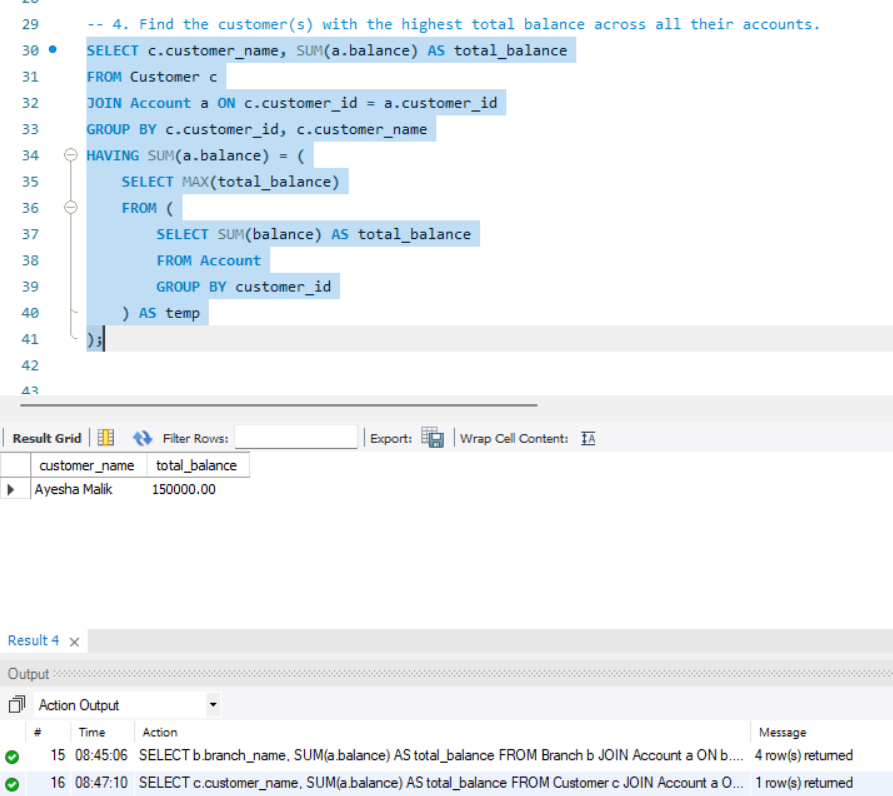 29 -- 4. Find the customer(s) with the highest total balance across all their accounts.
30 SELECT c.customer_name, SUM(a.balance) AS total_balance
31 FROM Customer c
32 JOIN Account a ON c.customer_id = a.customer_id
33 GROUP BY c.customer_id, c.customer_name
34 HAVING SUM(a.balance) = (
35 SELECT MAX(total_balance)
36 FROM (
37 SELECT SUM(balance) AS total_balance
38 FROM Account
39 GROUP BY customer_id
40 ) AS temp
41 );
42
43
Result Grid Filter Rows: Export: Wrap Cell Content: IA
customer_name total_balance
Ayesha Malik 150000.00
Result 4
Output
Action Output
# Time Action Message
15 08:45:06 SELECT b.branch_name, SUM(a.balance) AS total_balance FROM Branch b JOIN Account a ON b.... 4 row(s) returned
16 08:47:10 SELECT c.customer_name, SUM(a.balance) AS total_balance FROM Customer c JOIN Account a O... 1 row(s) returned